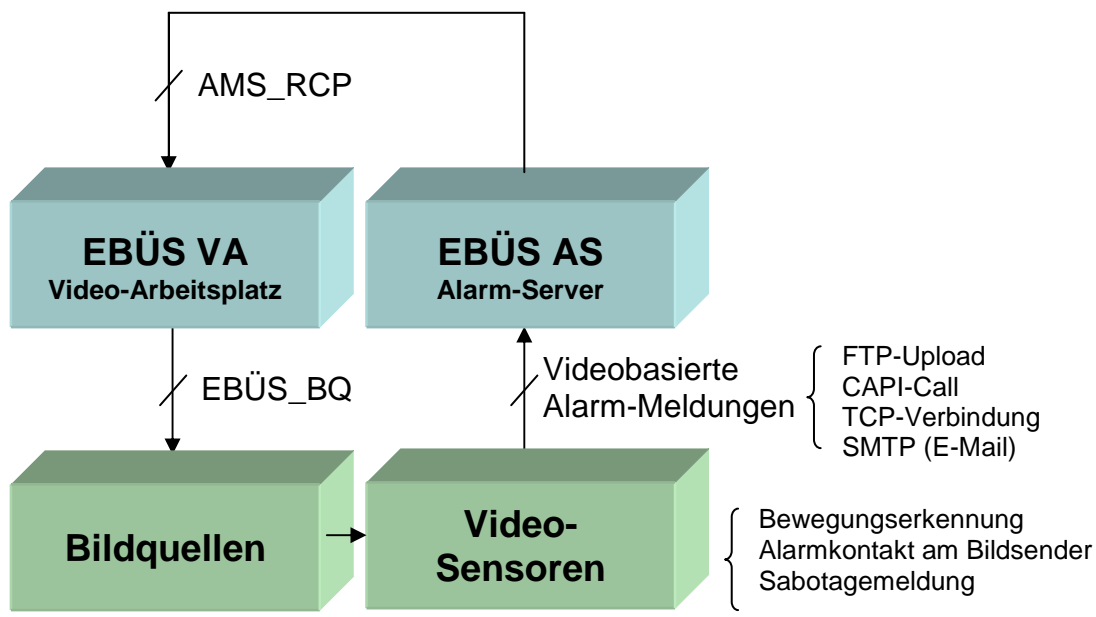 AMS_RCP
EBÜS VA
Video-Arbeitsplatz
EBÜS AS
Alarm-Server
EBÜS_BQ
Videobasierte
Alarm-Meldungen
FTP-Upload
CAPI-Call
TCP-Verbindung
SMTP (E-Mail)
Bildquellen
Video-
Sensoren
Bewegungserkennung
Alarmkontakt am Bildsender
Sabotagemeldung